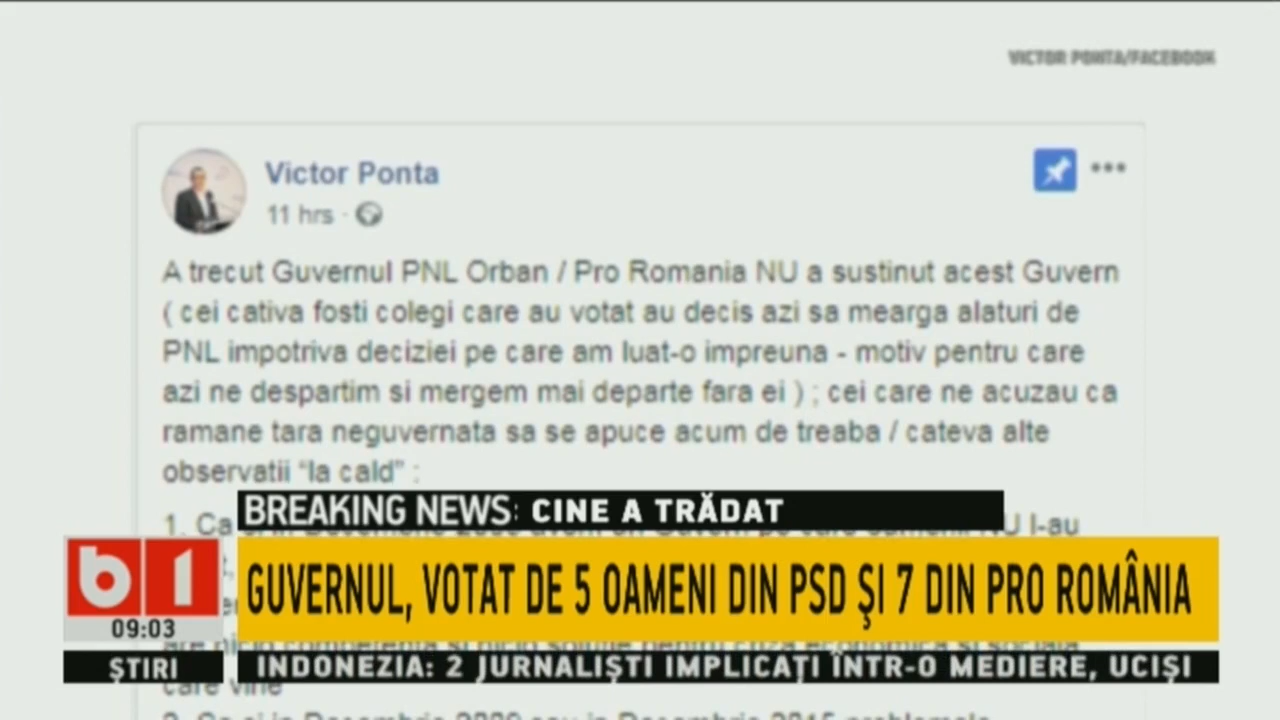 VICTOR PONTA/FACEBOOK
Victor Ponta
11 hrs ·
A trecut Guvernul PNL Orban / Pro Romania NU a sustinut acest Guvern
( cei cativa fosti colegi care au votat au decis azi sa mearga alaturi de
PNL impotriva deciziei pe care am luat-o impreuna - motiv pentru care
azi ne despartim si mergem mai departe fara ei ) ; cei care ne acuzau ca
ramane tara neguvernata sa se apuce acum de treaba / cateva alte
observatii “la cald” :
1. Ca l-au
BREAKING NEWS: CINE A TRĂDAT
b1
GUVERNUL, VOTAT DE 5 OAMENI DIN PSD ŞI 7 DIN PRO ROMÂNIA
09:03
ŞTIRI
INDONEZIA: 2 JURNALIŞTI IMPLICAŢI ÎNTR-O MEDIERE, UCIŞI
care vine